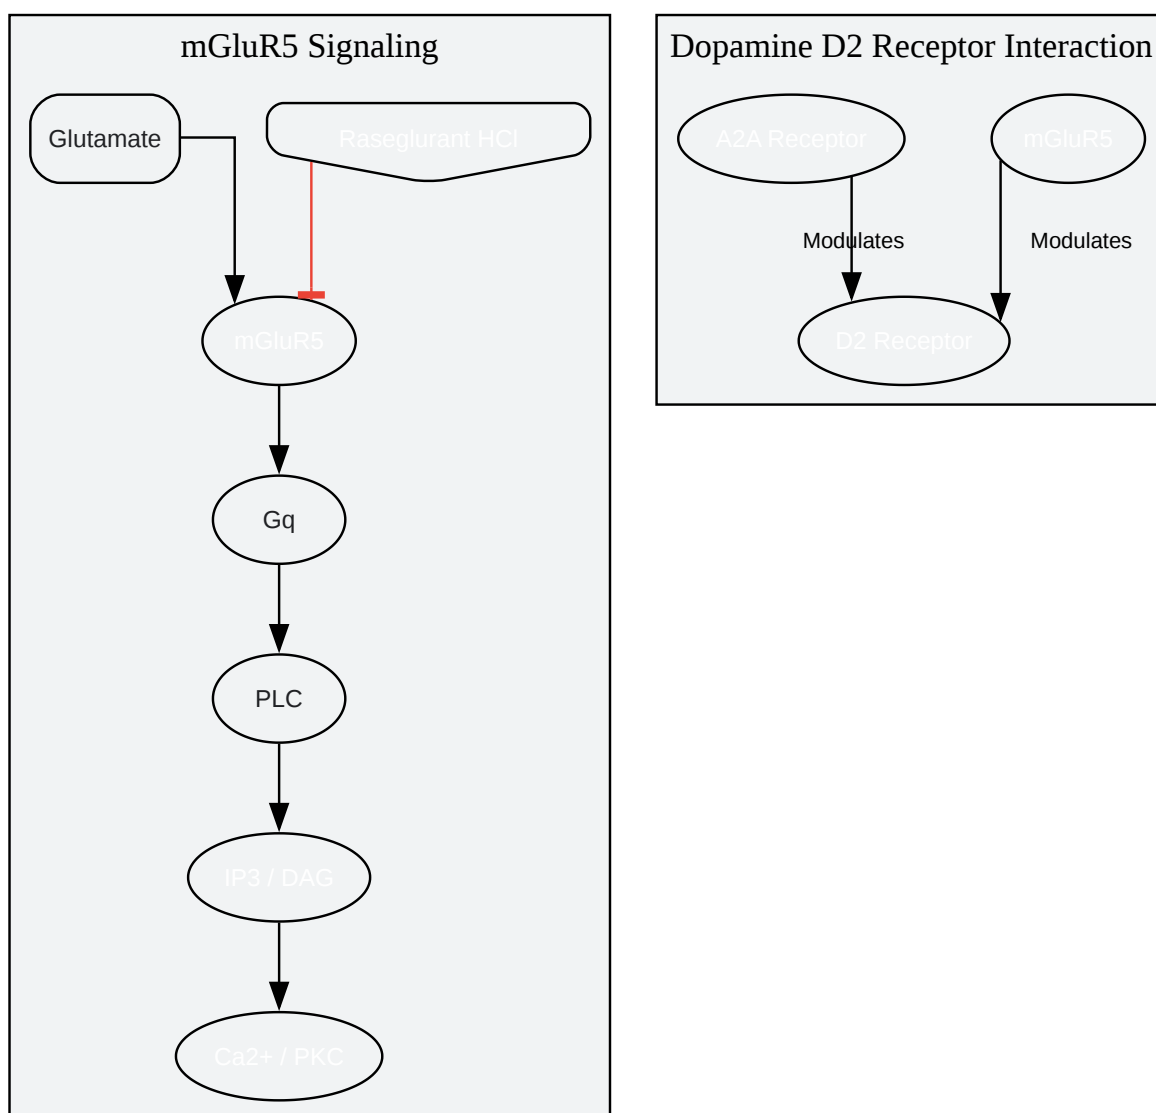 mGluR5 Signaling
Glutamate
Raseglurant HCl
mGluR5
Gq
PLC
IP3 / DAG
Ca2+ / PKC
Dopamine D2 Receptor Interaction
A2A Receptor
mGluR5
Modulates
Modulates
D2 Receptor